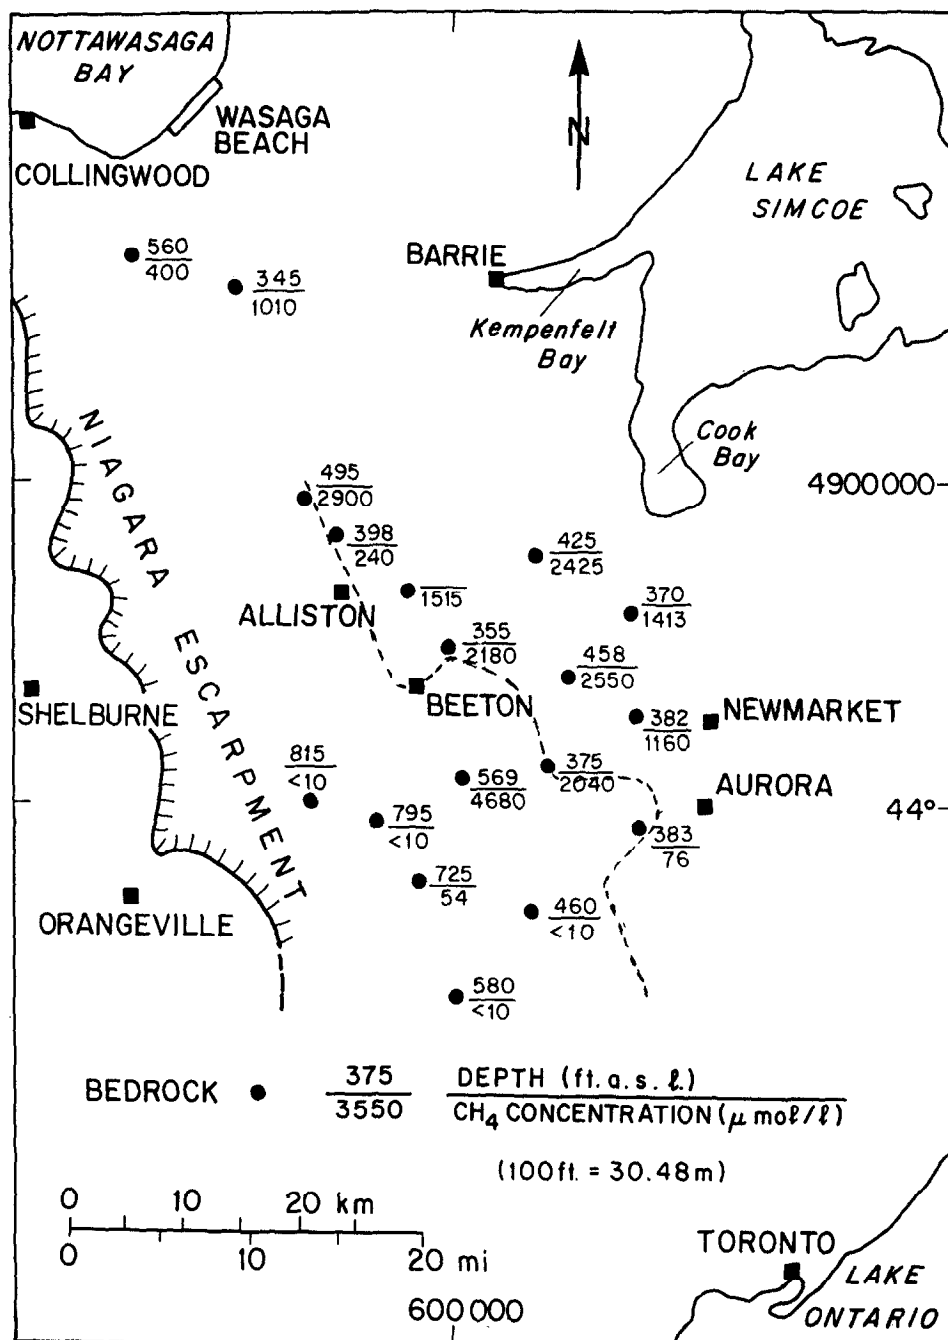 NOTTAWASAGA
BAY
WASAGA
BEACH
COLLINGWOOD
N
LAKE
SIMCOE
560
400
345
1010
BARRIE
Kempenfelt
Bay
Cook
Bay
NIAGARA ESCARPMENT
4900000
495
2900
398
240
425
2425
1515
370
1413
ALLISTON
355
2180
458
2550
BEETON
SHELBURNE
382
1160
NEWMARKET
815
<10
569
4680
375
2040
AURORA
44°
795
<10
383
76
725
54
460
<10
ORANGEVILLE
580
<10
BEDROCK
375
3550
DEPTH (ft. a. s. l.)
CH4 CONCENTRATION (μ mol/l)
(100 ft. = 30.48m)
0 10 20 km
0 10 20 mi
TORONTO
LAKE
ONTARIO
600000